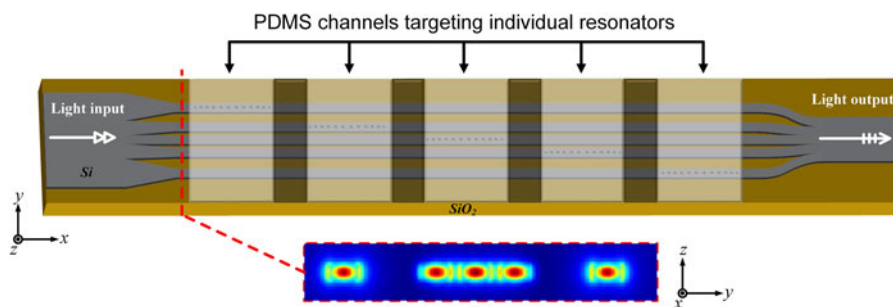 PDMS channels targeting individual resonators
Light input
Light output
Si
SiO2
y
z
x
z
x
y